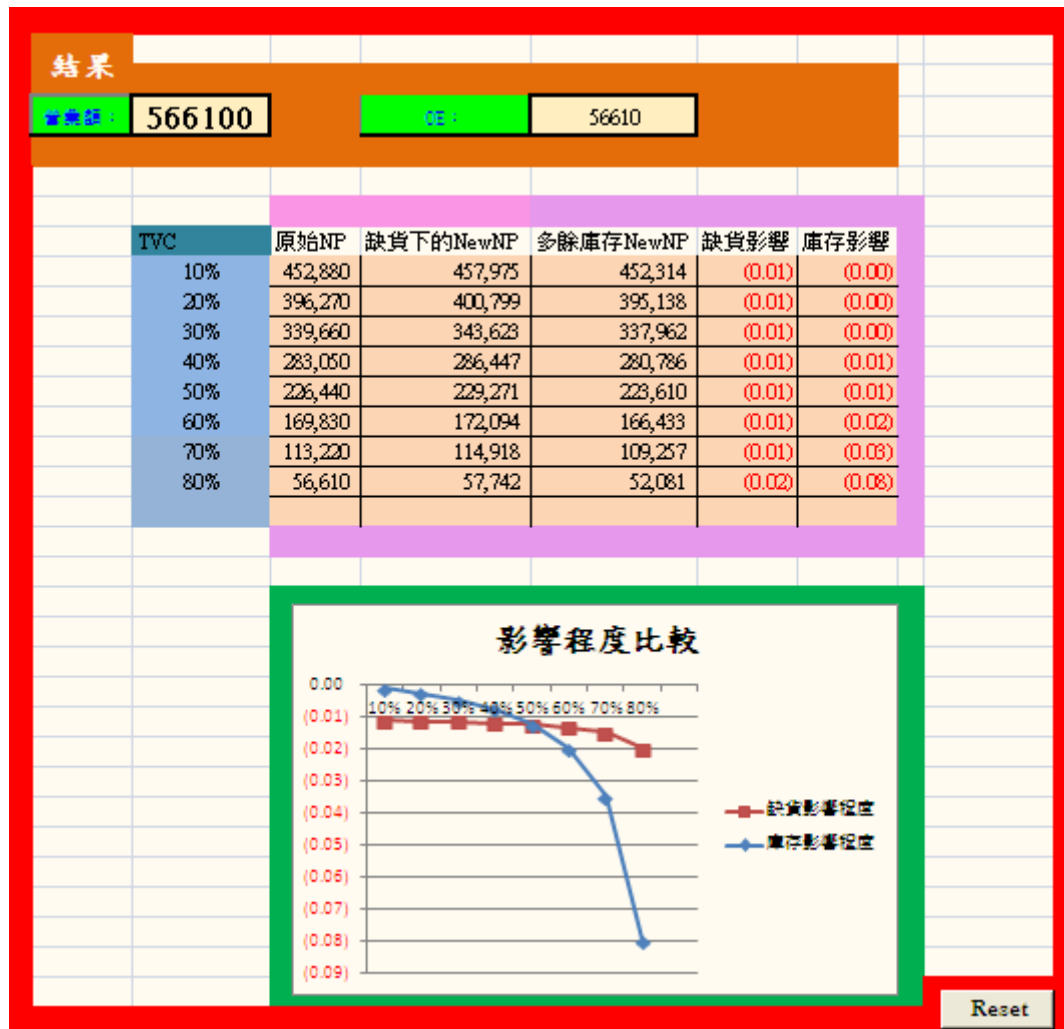 結果
營業額： 566100 OE： 56610
TVC 原始NP 缺貨下的NewNP 多餘庫存NewNP 缺貨影響 庫存影響
10% 452,880 457,975 452,314 (0.01) (0.00)
20% 396,270 400,799 395,138 (0.01) (0.00)
30% 339,660 343,623 337,962 (0.01) (0.00)
40% 283,050 286,447 280,786 (0.01) (0.01)
50% 226,440 229,271 223,610 (0.01) (0.01)
60% 169,830 172,094 166,433 (0.01) (0.02)
70% 113,220 114,918 109,257 (0.01) (0.03)
80% 56,610 57,742 52,081 (0.02) (0.08)
影響程度比較
0.00
10% 20% 30% 40% 50% 60% 70% 80%
(0.01)
(0.02)
(0.03)
(0.04)
(0.05)
(0.06)
(0.07)
(0.08)
(0.09)
缺貨影響程度
庫存影響程度
Reset